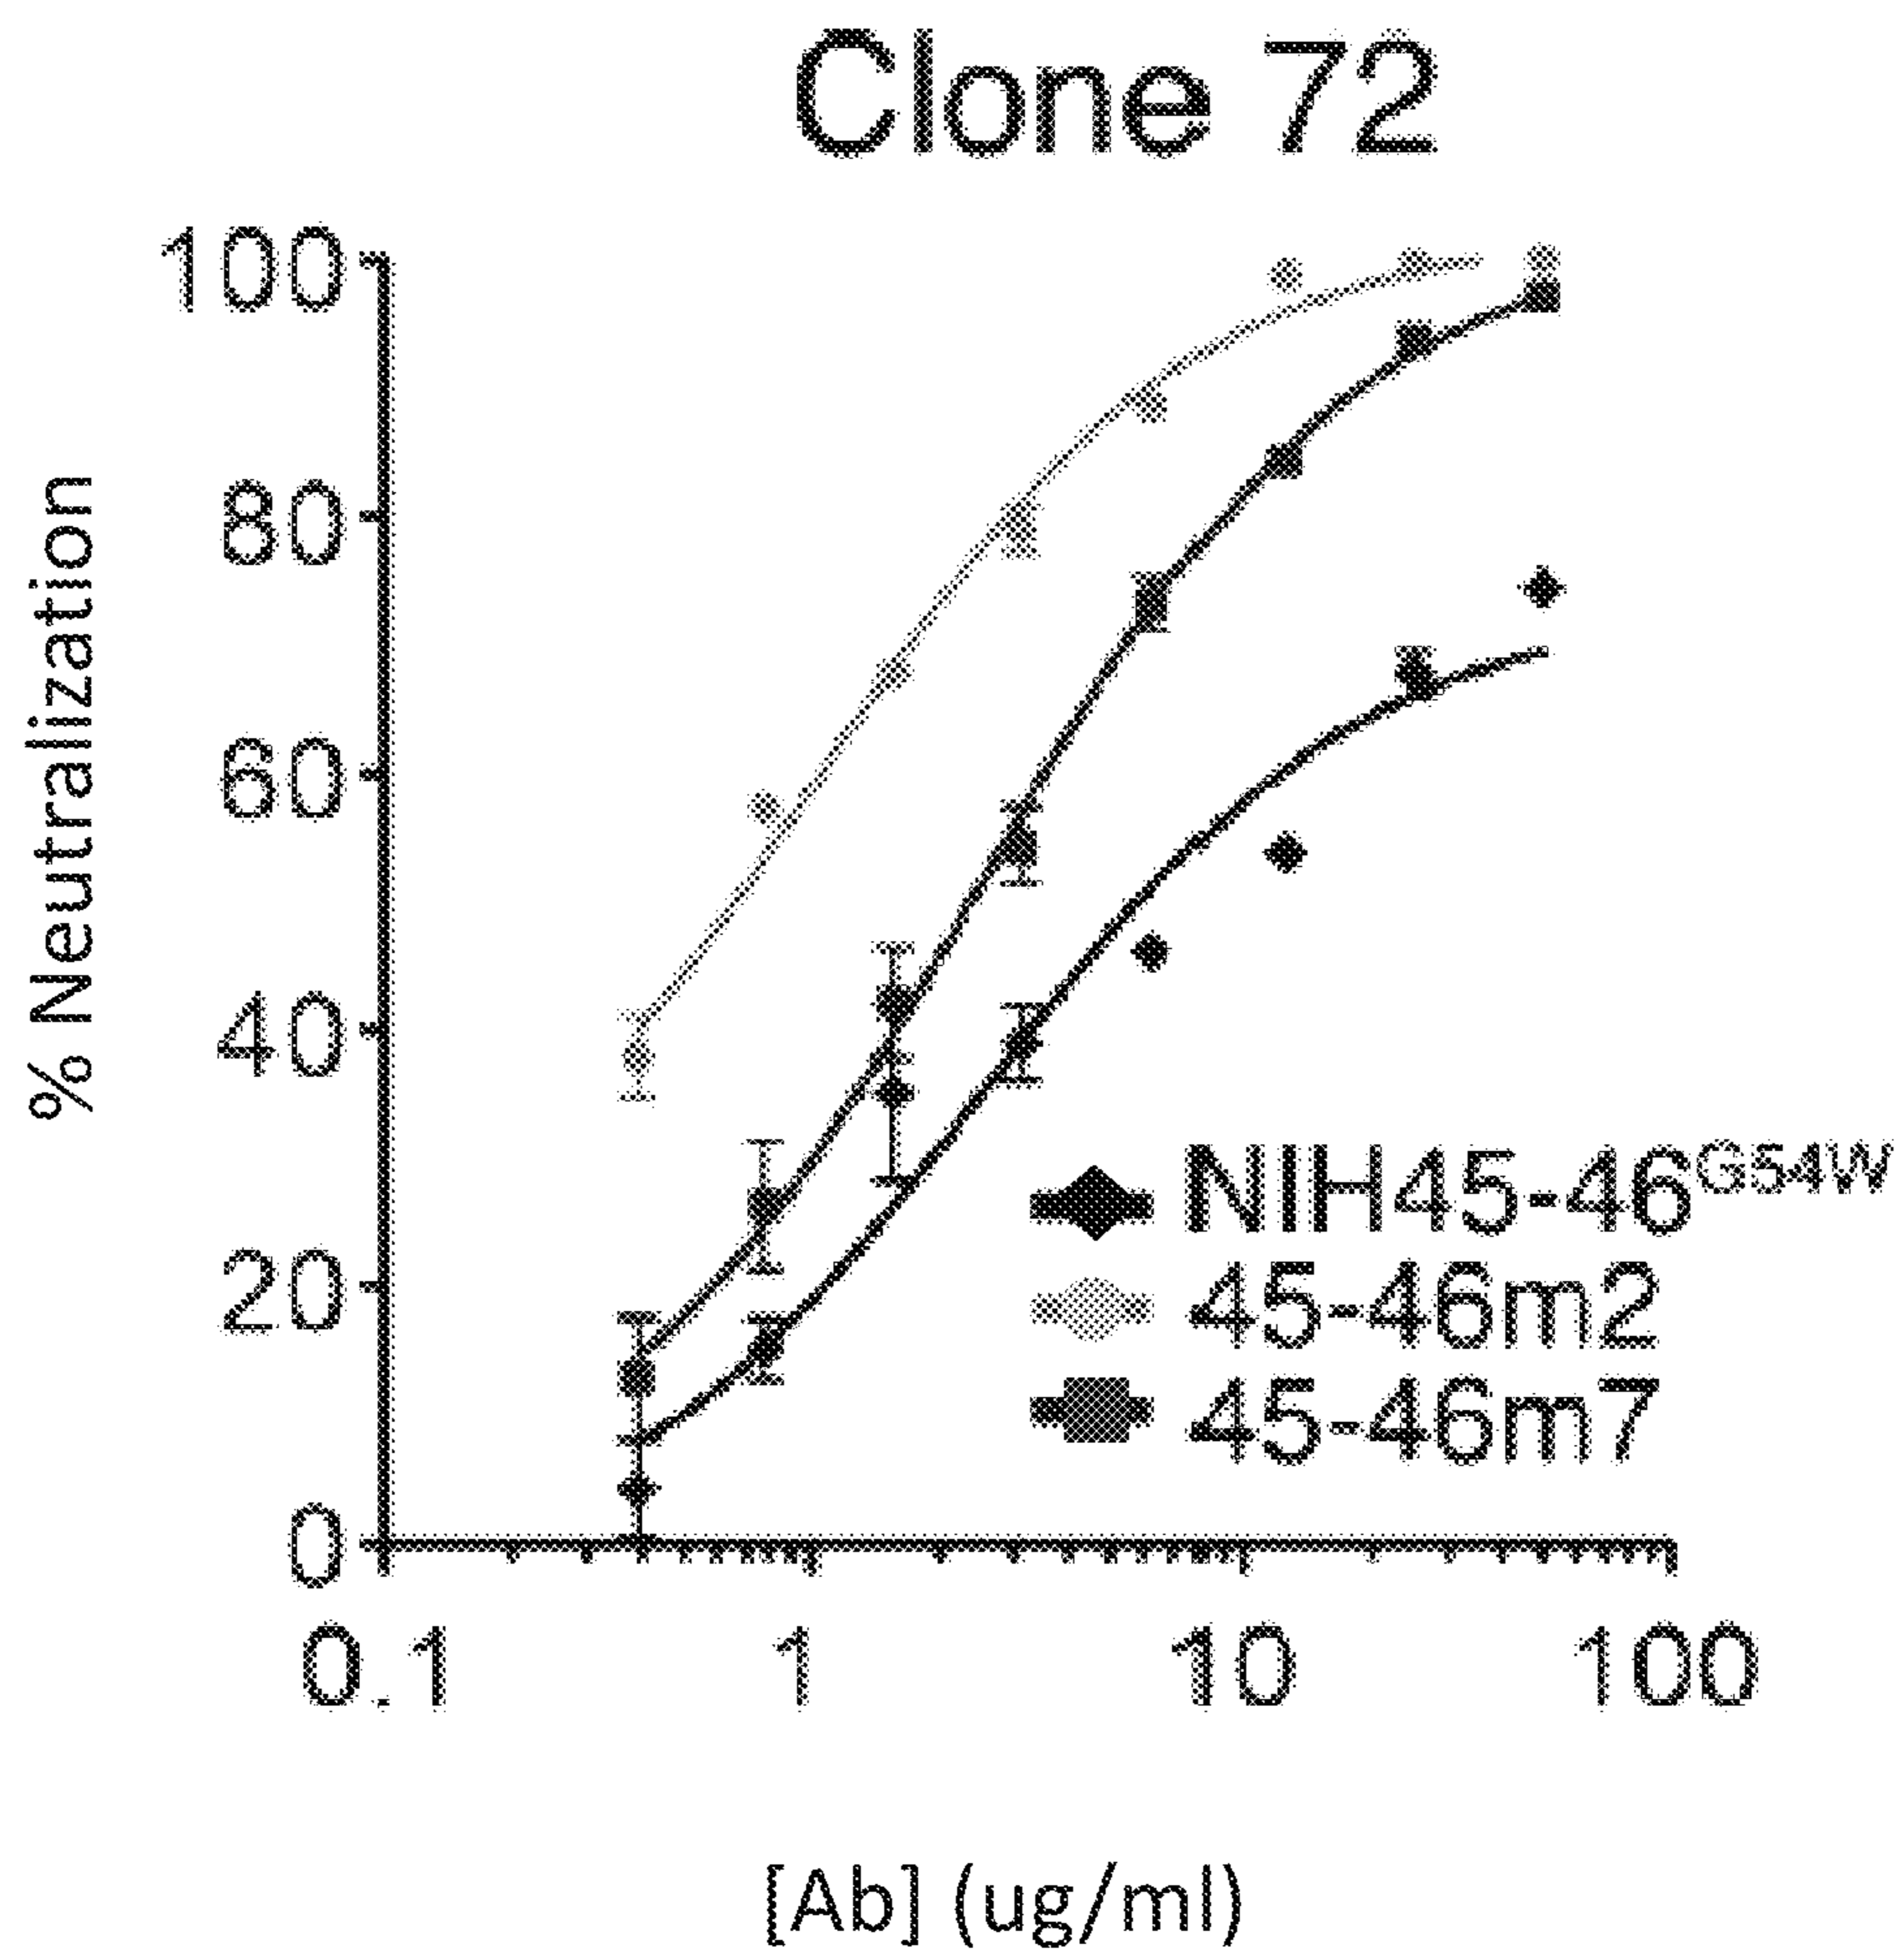 Clone 72
% Neutralization
100
80
60
40
20
0
NIH45-46G54W
45-46m2
45-46m7
0.1 1 10 100
[Ab] (ug/ml)